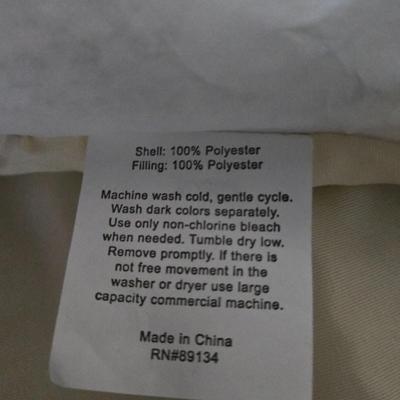 Shell: 100% Polyester
Filling: 100% Polyester
Machine wash cold, gentle cycle.
Wash dark colors separately.
Use only non-chlorine bleach
when needed. Tumble dry low.
Remove promptly. If there is
not free movement in the
washer or dryer use large
capacity commercial machine.
Made in China
RN#89134